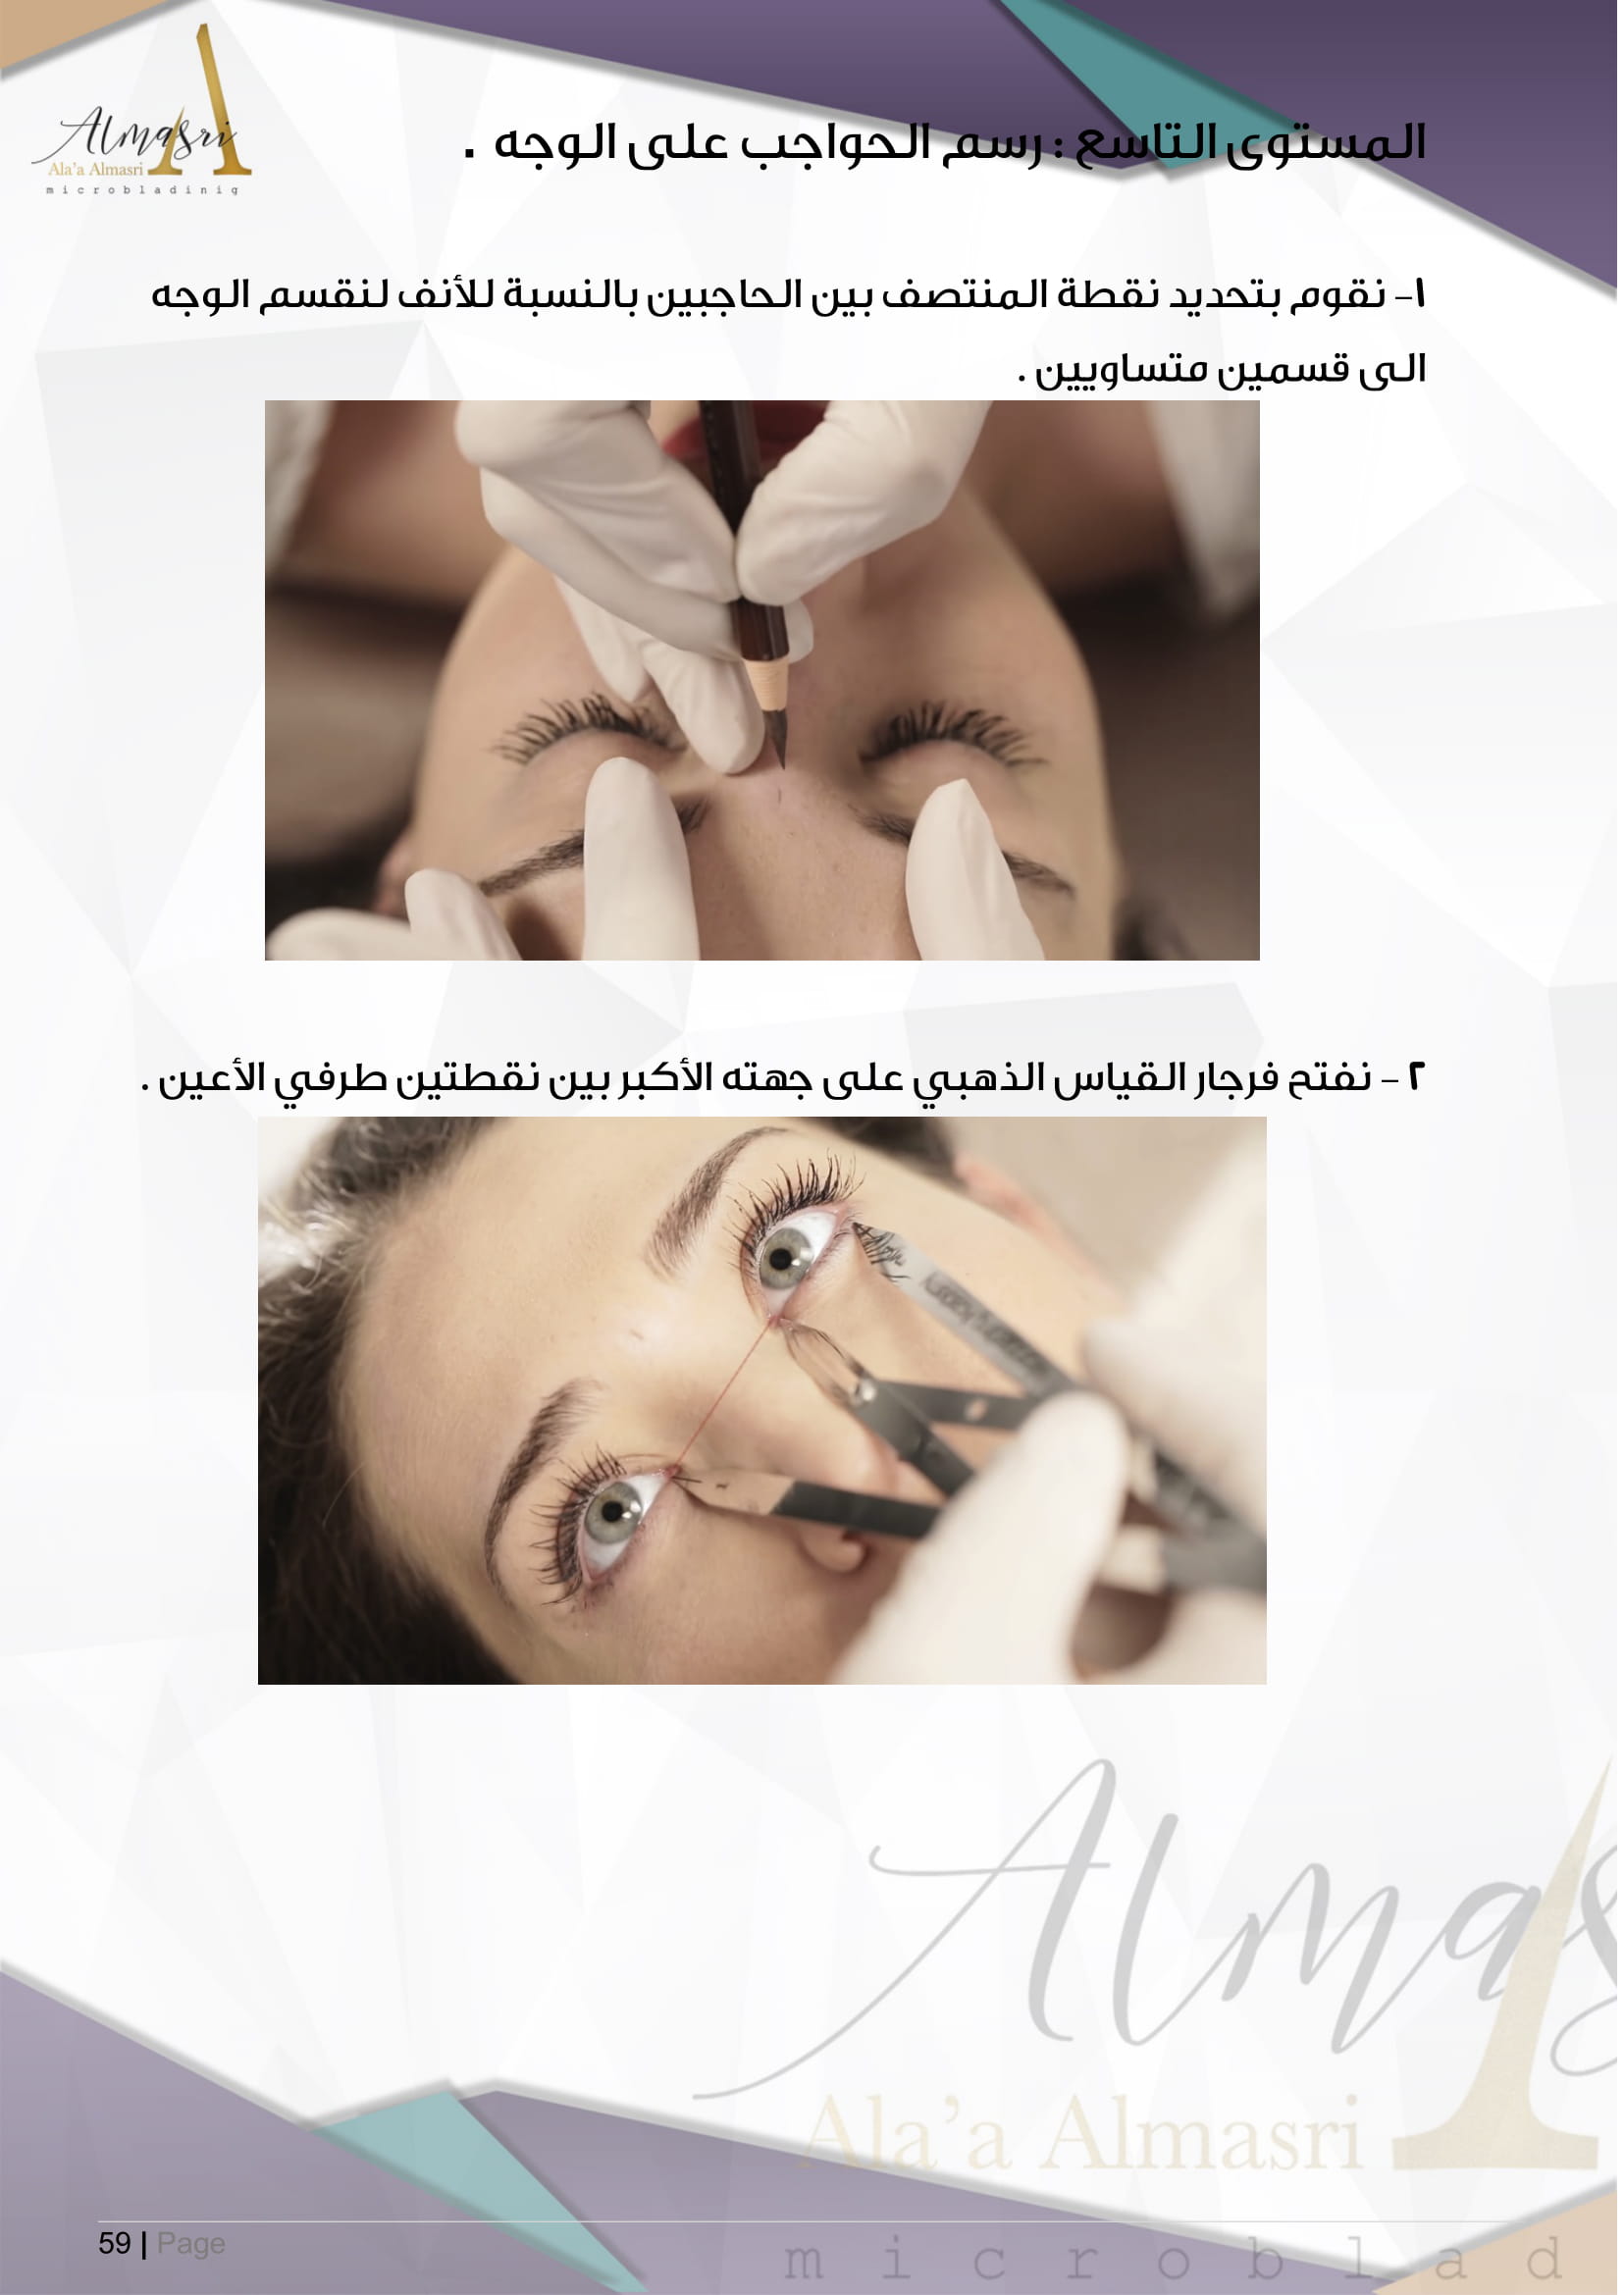 Almasri
Ala'a Almasri
microbladinig
المستوى التاسع : رسم الحواجب على الوجه .
١- نقوم بتحديد نقطة المنتصف بين الحاجبين بالنسبة للأنف لنقسم الوجه
الى قسمين متساويين .
٢ - نفتح فرجار القياس الذهبي على جهته الأكبر بين نقطتين طرفي الأعين .
Almas
Ala'a Almasri
microblad
59 | Page